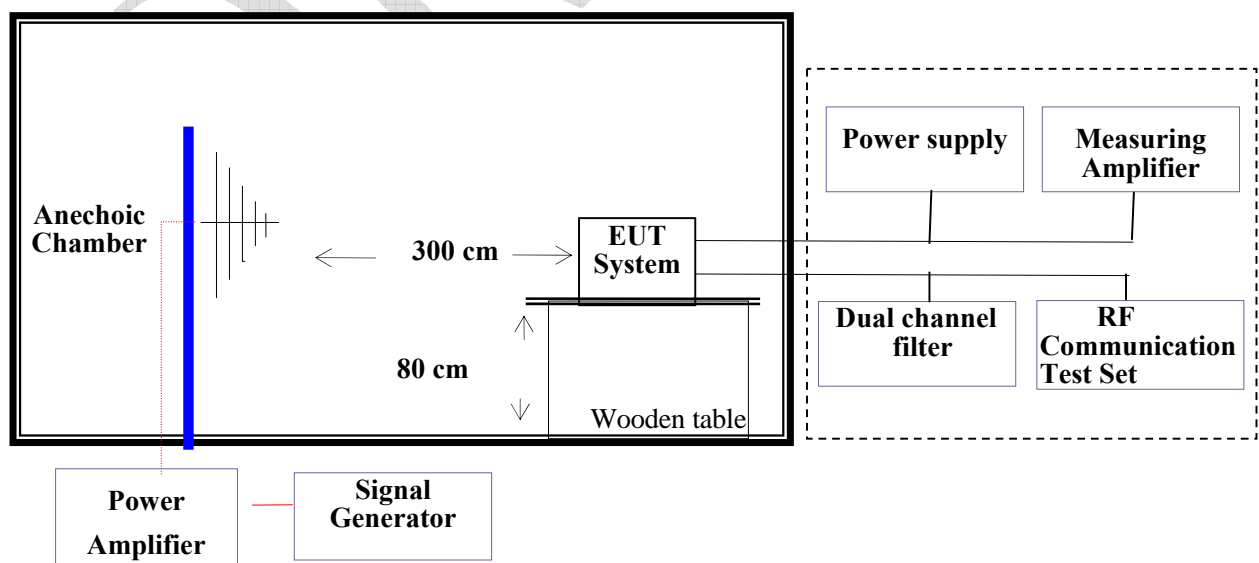 Anechoic
Chamber
300 cm
80 cm
EUT
System
Wooden table
Power supply
Measuring
Amplifier
Dual channel
filter
RF
Communication
Test Set
Power
Amplifier
Signal
Generator